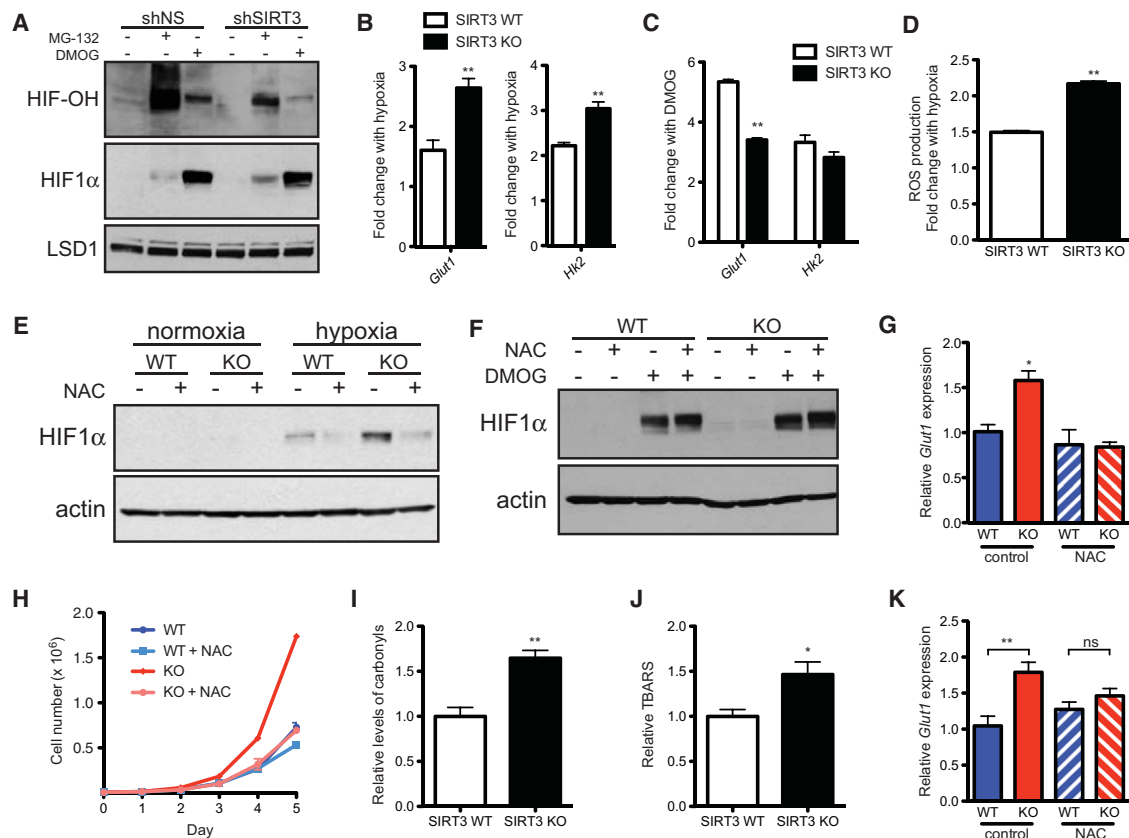 A
shNS shSIRT3
MG-132 - + - - + -
DMOG - - + - - +
HIF-OH
HIF1α
LSD1
B
SIRT3 WT
SIRT3 KO
Fold change with hypoxia
3
2
1
0
**
Glut1
Fold change with hypoxia
4
3
2
1
0
**
Hk2
C
SIRT3 WT
SIRT3 KO
Fold change with DMOG
6
4
2
0
**
Glut1 Hk2
D
ROS production
Fold change with hypoxia
2.5
2.0
1.5
1.0
0.5
0.0
**
SIRT3 WT SIRT3 KO
E
normoxia hypoxia
WT KO WT KO
NAC - + - + - + - +
HIF1α
actin
F
WT KO
NAC - + - + - + - +
DMOG - - + + - - + +
HIF1α
actin
G
Relative Glut1 expression
2.0
1.5
1.0
0.5
0.0
*
WT KO WT KO
control NAC
H
Cell number (x 10⁶)
2.0
1.5
1.0
0.5
WT
WT + NAC
KO
KO + NAC
0 1 2 3 4 5
Day
I
Relative levels of carbonyls
2.0
1.5
1.0
0.5
0.0
**
SIRT3 WT SIRT3 KO
J
Relative TBARS
2.0
1.5
1.0
0.5
0.0
*
SIRT3 WT SIRT3 KO
K
Relative Glut1 expression
2.5
2.0
1.5
1.0
0.5
0.0
** ns
WT KO WT KO
control NAC